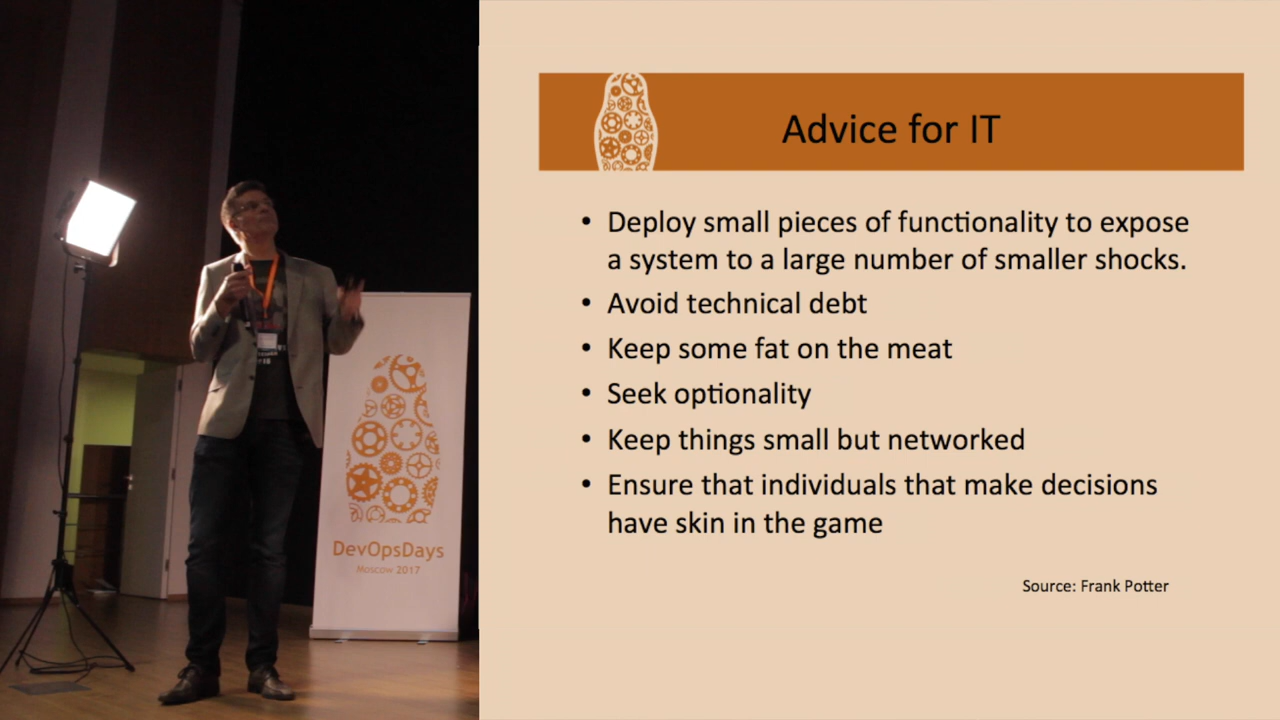 Advice for IT
• Deploy small pieces of functionality to expose
a system to a large number of smaller shocks.
• Avoid technical debt
• Keep some fat on the meat
• Seek optionality
• Keep things small but networked
• Ensure that individuals that make decisions
have skin in the game
Source: Frank Potter
DevOpsDays
Moscow 2017